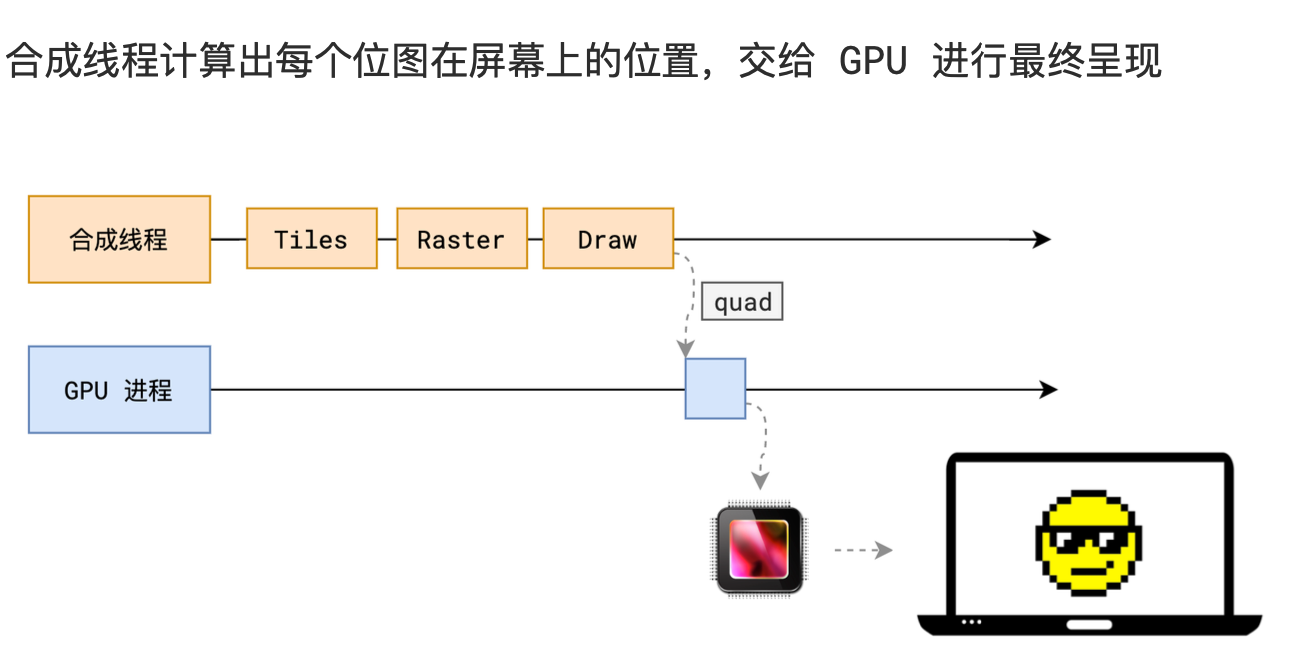 合成线程计算出每个位图在屏幕上的位置，交给 GPU 进行最终呈现
合成线程
Tiles
Raster
Draw
quad
GPU 进程